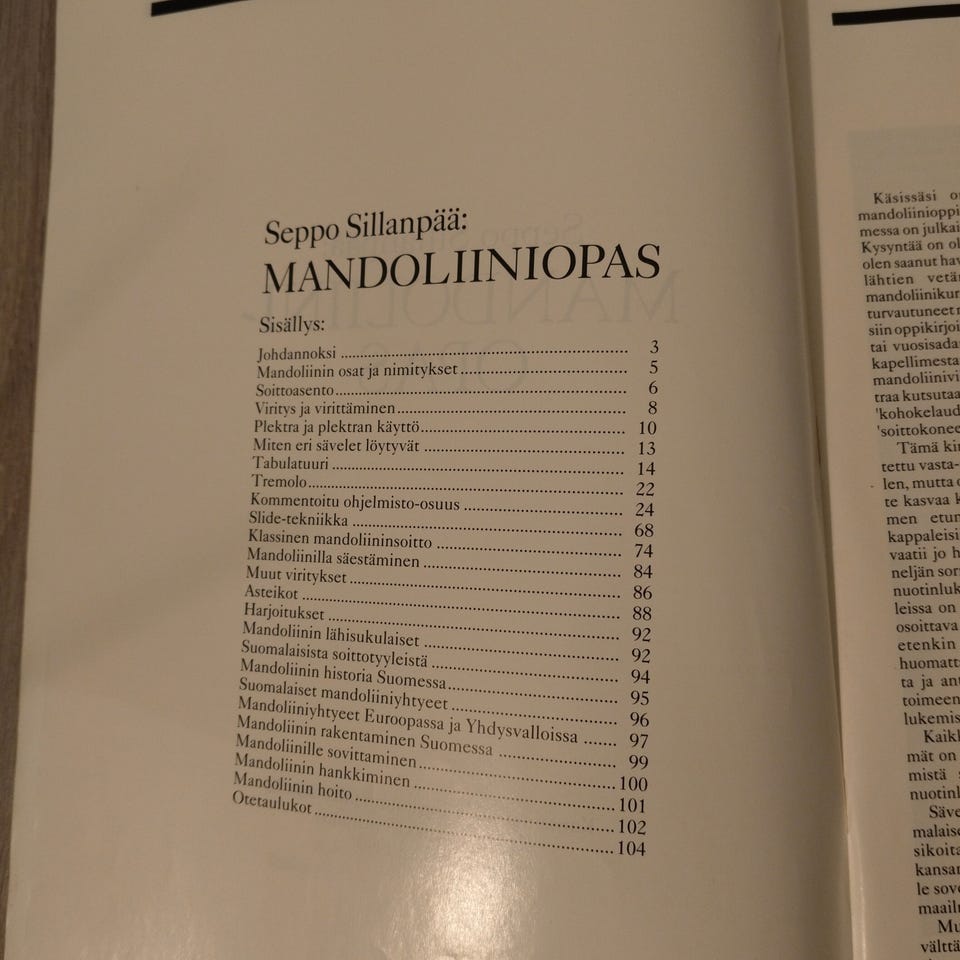 Seppo Sillanpää:
MANDOLIINIOPAS
Sisällys:
Johdannoksi ........ 3
Mandoliinin osat ja nimitykset ........ 5
Soittoasento ........ 6
Viritys ja virittäminen ........ 8
Plektra ja plektran käyttö ........ 10
Miten eri sävelet löytyvät ........ 13
Tabulatuuri ........ 14
Tremolo ........ 22
Kommentoitu ohjelmisto-osuus ........ 24
Slide-tekniikka ........ 68
Klassinen mandoliininsoitto ........ 74
Mandoliinilla säestäminen ........ 84
Muut viritykset ........ 86
Asteikot ........ 88
Harjoitukset ........ 92
Mandoliinin lähisukulaiset ........ 92
Suomalaisista soittotyyleistä ........ 94
Mandoliinin historia Suomessa ........ 95
Suomalaiset mandoliiniyhtyeet ........ 96
Mandoliiniyhtyeet Euroopassa ja Yhdysvalloissa ....... 97
Mandoliinin rakentaminen Suomessa ........ 99
Mandoliinille sovittaminen ........ 100
Mandoliinin hankkiminen ........ 101
Mandoliinin hoito ........ 102
Otetaulukot ........ 104
Käsissäsi
mandoliinioppi
messa on julkai
Kysyntää on ol
olen saanut hav
lähtien vetä
mandoliinikur
turvautuneet
siin oppikirjoi
tai vuosisada
kapellimesta
mandoliinivi
traa kutsutaa
'kohokelaud
'soittokonee
Tämä kir
tettu vasta-
len, mutta
te kasvaa
men etun
kappaleisi
vaatii jo h
neljän sor
nuotinluk
leissa on
osoittava
etenkin
huomatt
ta ja ant
toimeen
lukemis
Kaikk
mät on
mistä
nuotinl
Säve
malaise
sikoita
kansan
le sove
maailr
Mu
välttä